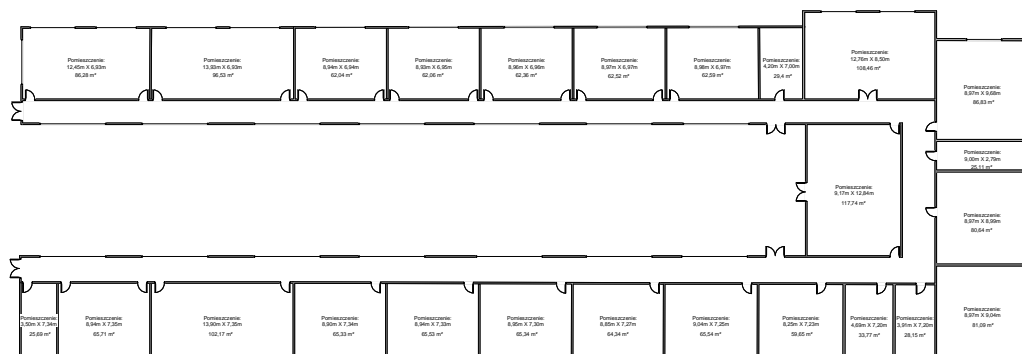 Pomieszczenie:
12,45m X 6,93m
86,28 m²
Pomieszczenie:
13,93m X 6,93m
96,53 m²
Pomieszczenie:
8,94m X 6,94m
62,04 m²
Pomieszczenie:
8,93m X 6,95m
62,06 m²
Pomieszczenie:
8,96m X 6,96m
62,36 m²
Pomieszczenie:
8,97m X 6,97m
62,52 m²
Pomieszczenie:
8,98m X 6,97m
62,59 m²
Pomieszczenie:
4,20m X 7,00m
29,4 m²
Pomieszczenie:
12,76m X 8,50m
108,46 m²
Pomieszczenie:
8,97m X 9,68m
86,83 m²
Pomieszczenie:
9,00m X 2,79m
25,11 m²
Pomieszczenie:
9,17m X 12,84m
117,74 m²
Pomieszczenie:
8,97m X 8,99m
80,64 m²
Pomieszczenie:
3,50m X 7,34m
25,69 m²
Pomieszczenie:
8,94m X 7,35m
65,71 m²
Pomieszczenie:
13,90m X 7,35m
102,17 m²
Pomieszczenie:
8,90m X 7,34m
65,33 m²
Pomieszczenie:
8,94m X 7,33m
65,53 m²
Pomieszczenie:
8,95m X 7,30m
65,34 m²
Pomieszczenie:
8,85m X 7,27m
64,34 m²
Pomieszczenie:
9,04m X 7,25m
65,54 m²
Pomieszczenie:
8,25m X 7,23m
59,65 m²
Pomieszczenie:
4,69m X 7,20m
33,77 m²
Pomieszczenie:
3,91m X 7,20m
28,15 m²
Pomieszczenie:
8,97m X 9,04m
81,09 m²